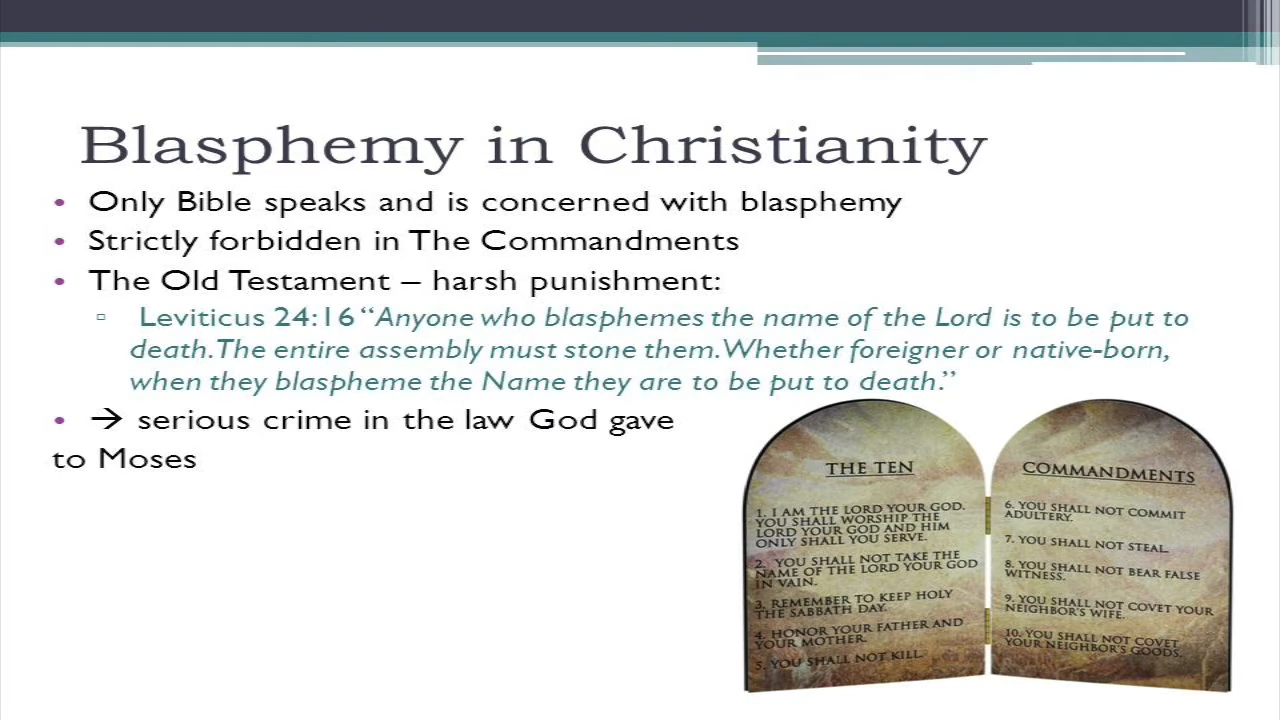 Blasphemy in Christianity
• Only Bible speaks and is concerned with blasphemy
• Strictly forbidden in The Commandments
• The Old Testament – harsh punishment:
▫ Leviticus 24:16 “Anyone who blasphemes the name of the Lord is to be put to
death. The entire assembly must stone them. Whether foreigner or native-born,
when they blaspheme the Name they are to be put to death.”
• → serious crime in the law God gave
to Moses
THE TEN
1. I AM THE LORD YOUR GOD.
YOU SHALL WORSHIP THE
LORD YOUR GOD AND HIM
ONLY SHALL YOU SERVE.
2. YOU SHALL NOT TAKE THE
NAME OF THE LORD YOUR GOD
IN VAIN.
3. REMEMBER TO KEEP HOLY
THE SABBATH DAY.
4. HONOR YOUR FATHER AND
YOUR MOTHER.
5. YOU SHALL NOT KILL.
COMMANDMENTS
6. YOU SHALL NOT COMMIT
ADULTERY.
7. YOU SHALL NOT STEAL.
8. YOU SHALL NOT BEAR FALSE
WITNESS.
9. YOU SHALL NOT COVET YOUR
NEIGHBOR'S WIFE.
10. YOU SHALL NOT COVET
YOUR NEIGHBOR'S GOODS.